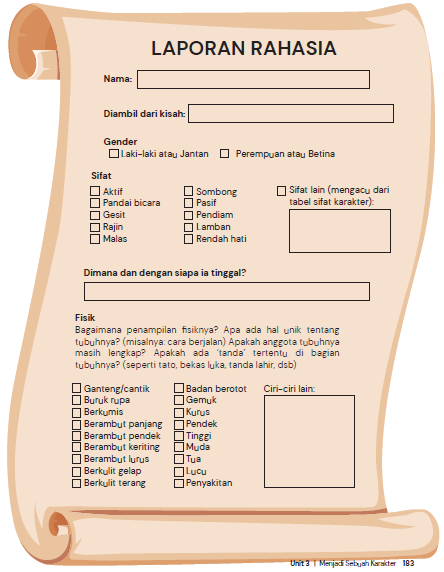 LAPORAN RAHASIA
Nama:
Diambil dari kisah:
Gender
Laki-laki atau Jantan Perempuan atau Betina
Sifat
Aktif
Pandai bicara
Gesit
Rajin
Malas
Sombong
Pasif
Pendiam
Lamban
Rendah hati
Sifat lain (mengacu dari
tabel sifat karakter):
Dimana dan dengan siapa ia tinggal?
Fisik
Bagaimana penampilan fisiknya? Apa ada hal unik tentang
tubuhnya? (misalnya: cara berjalan) Apakah anggota tubuhnya
masih lengkap? Apakah ada ‘tanda’ tertentu di bagian
tubuhnya? (seperti tato, bekas luka, tanda lahir, dsb)
Ganteng/cantik
Buruk rupa
Berkumis
Berambut panjang
Berambut pendek
Berambut keriting
Berambut lurus
Berkulit gelap
Berkulit terang
Badan berotot
Gemuk
Kurus
Pendek
Tinggi
Muda
Tua
Lucu
Penyakitan
Ciri-ciri lain:
Unit 3 | Menjadi Sebuah Karakter 183